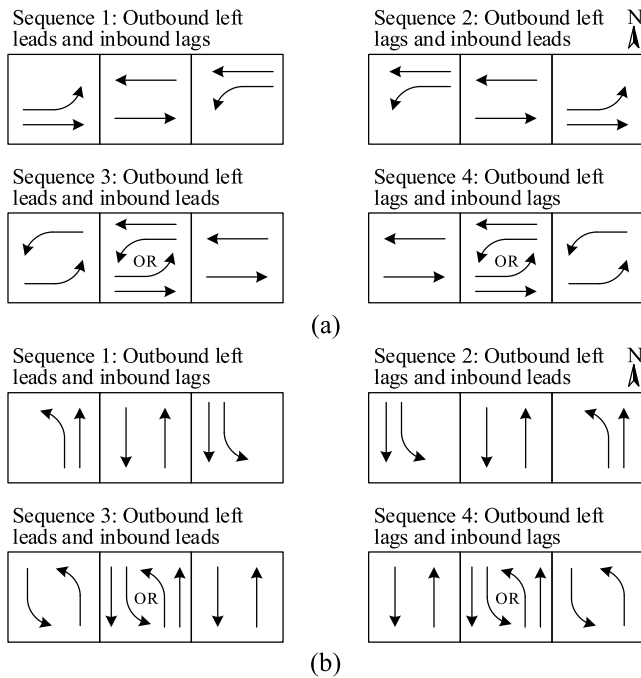 Sequence 1: Outbound left
leads and inbound lags
Sequence 2: Outbound left
lags and inbound leads
N
Sequence 3: Outbound left
leads and inbound leads
OR
Sequence 4: Outbound left
lags and inbound lags
OR
(a)
Sequence 1: Outbound left
leads and inbound lags
Sequence 2: Outbound left
lags and inbound leads
N
Sequence 3: Outbound left
leads and inbound leads
OR
Sequence 4: Outbound left
lags and inbound lags
OR
(b)